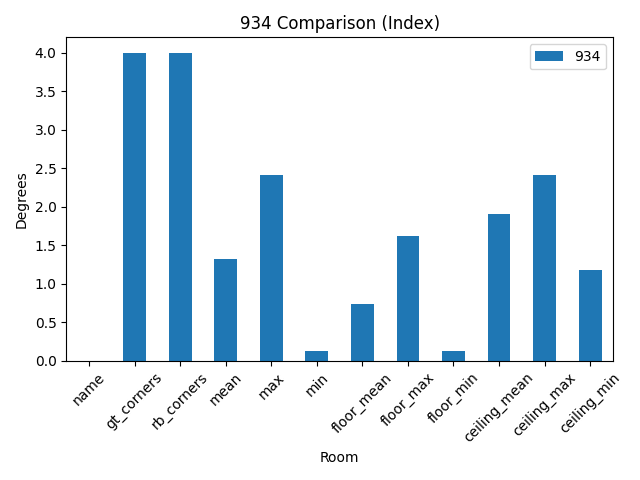 934 Comparison (Index)
934
Degrees
4.0
3.5
3.0
2.5
2.0
1.5
1.0
0.5
0.0
name
gt_corners
rb_corners
mean
max
min
floor_mean
floor_max
floor_min
ceiling_mean
ceiling_max
ceiling_min
Room